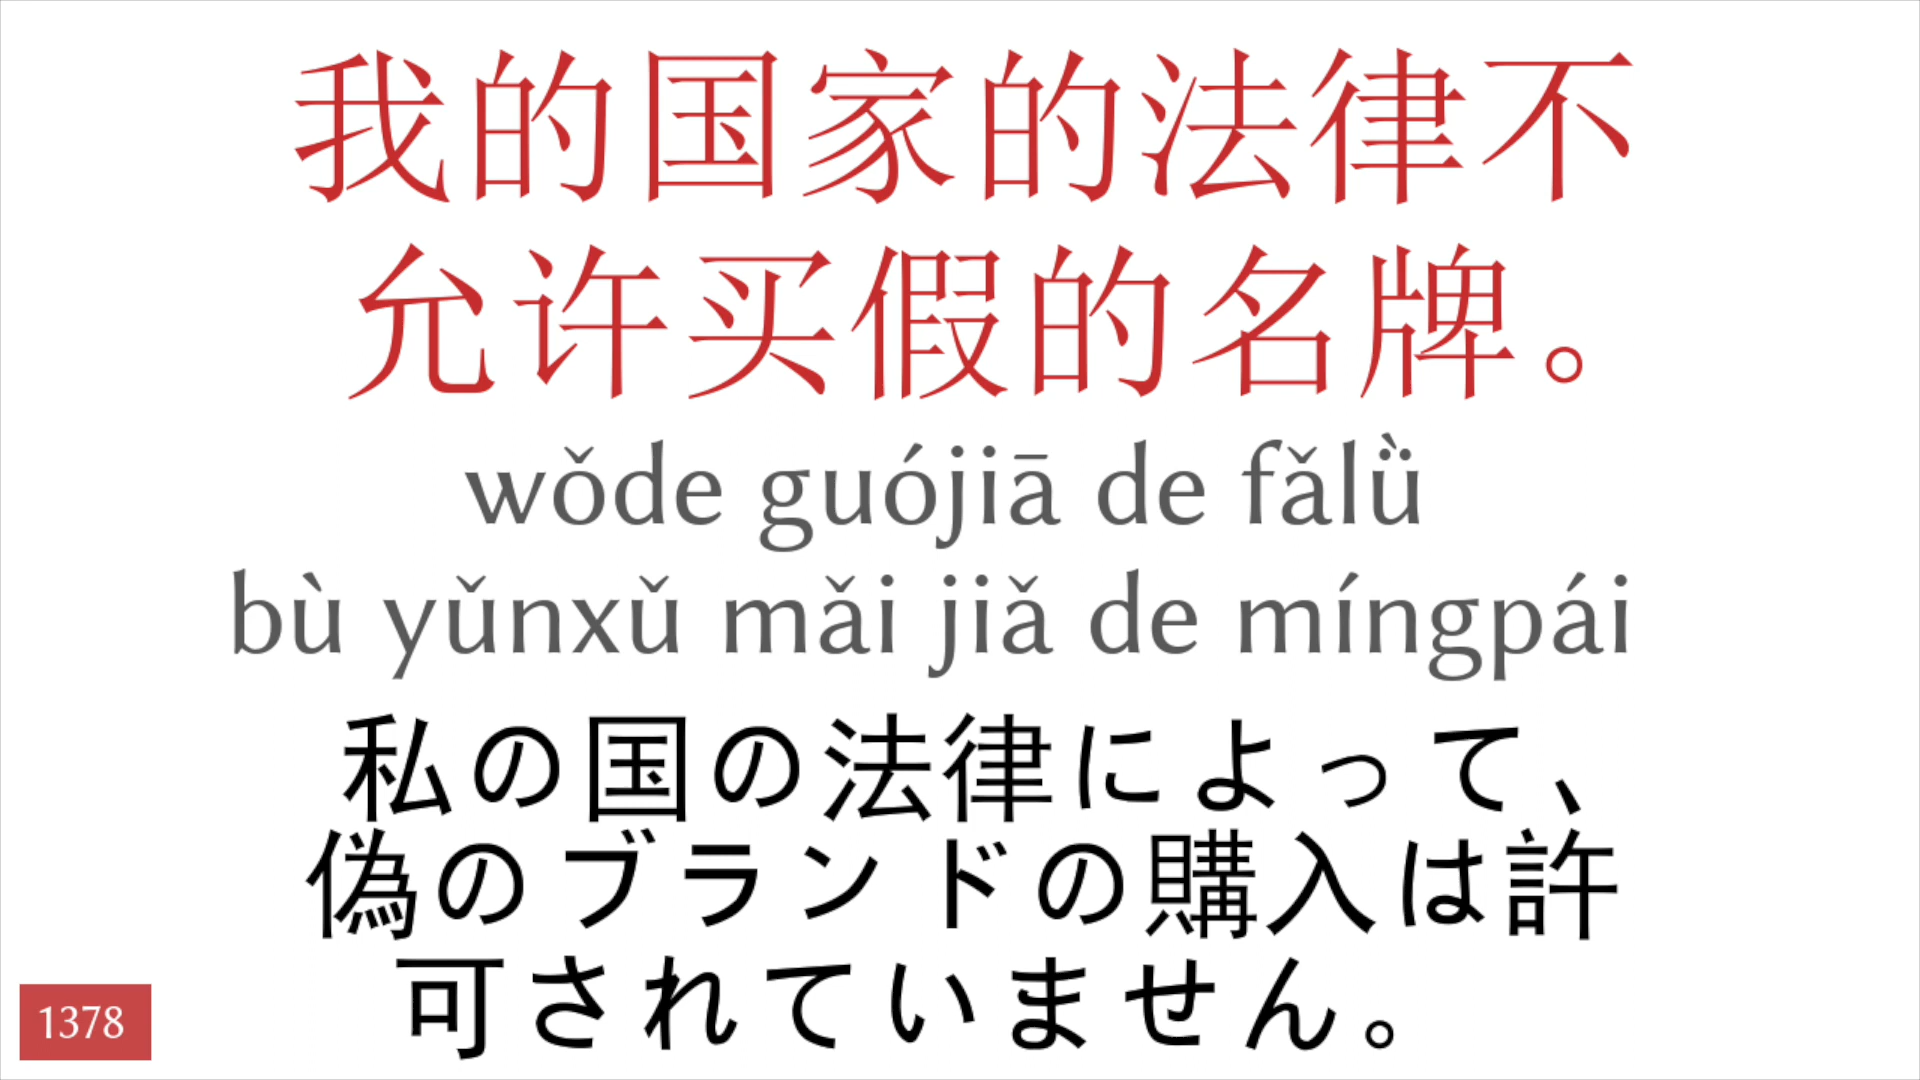 我的国家的法律不
允许买假的名牌。
wǒde guójiā de fǎlǜ
bù yǔnxǔ mǎi jiǎ de míngpái
私の国の法律によって、
偽のブランドの購入は許
可されていません。
1378